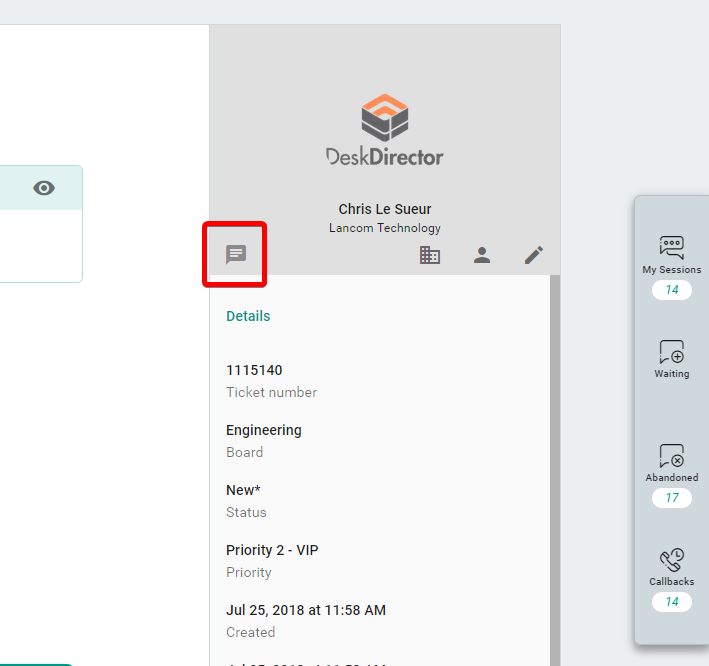 DeskDirector
Chris Le Sueur
Lancom Technology
Details
1115140
Ticket number
Engineering
Board
New*
Status
Priority 2 - VIP
Priority
Jul 25, 2018 at 11:58 AM
Created
My Sessions
14
Waiting
Abandoned
17
Callbacks
14